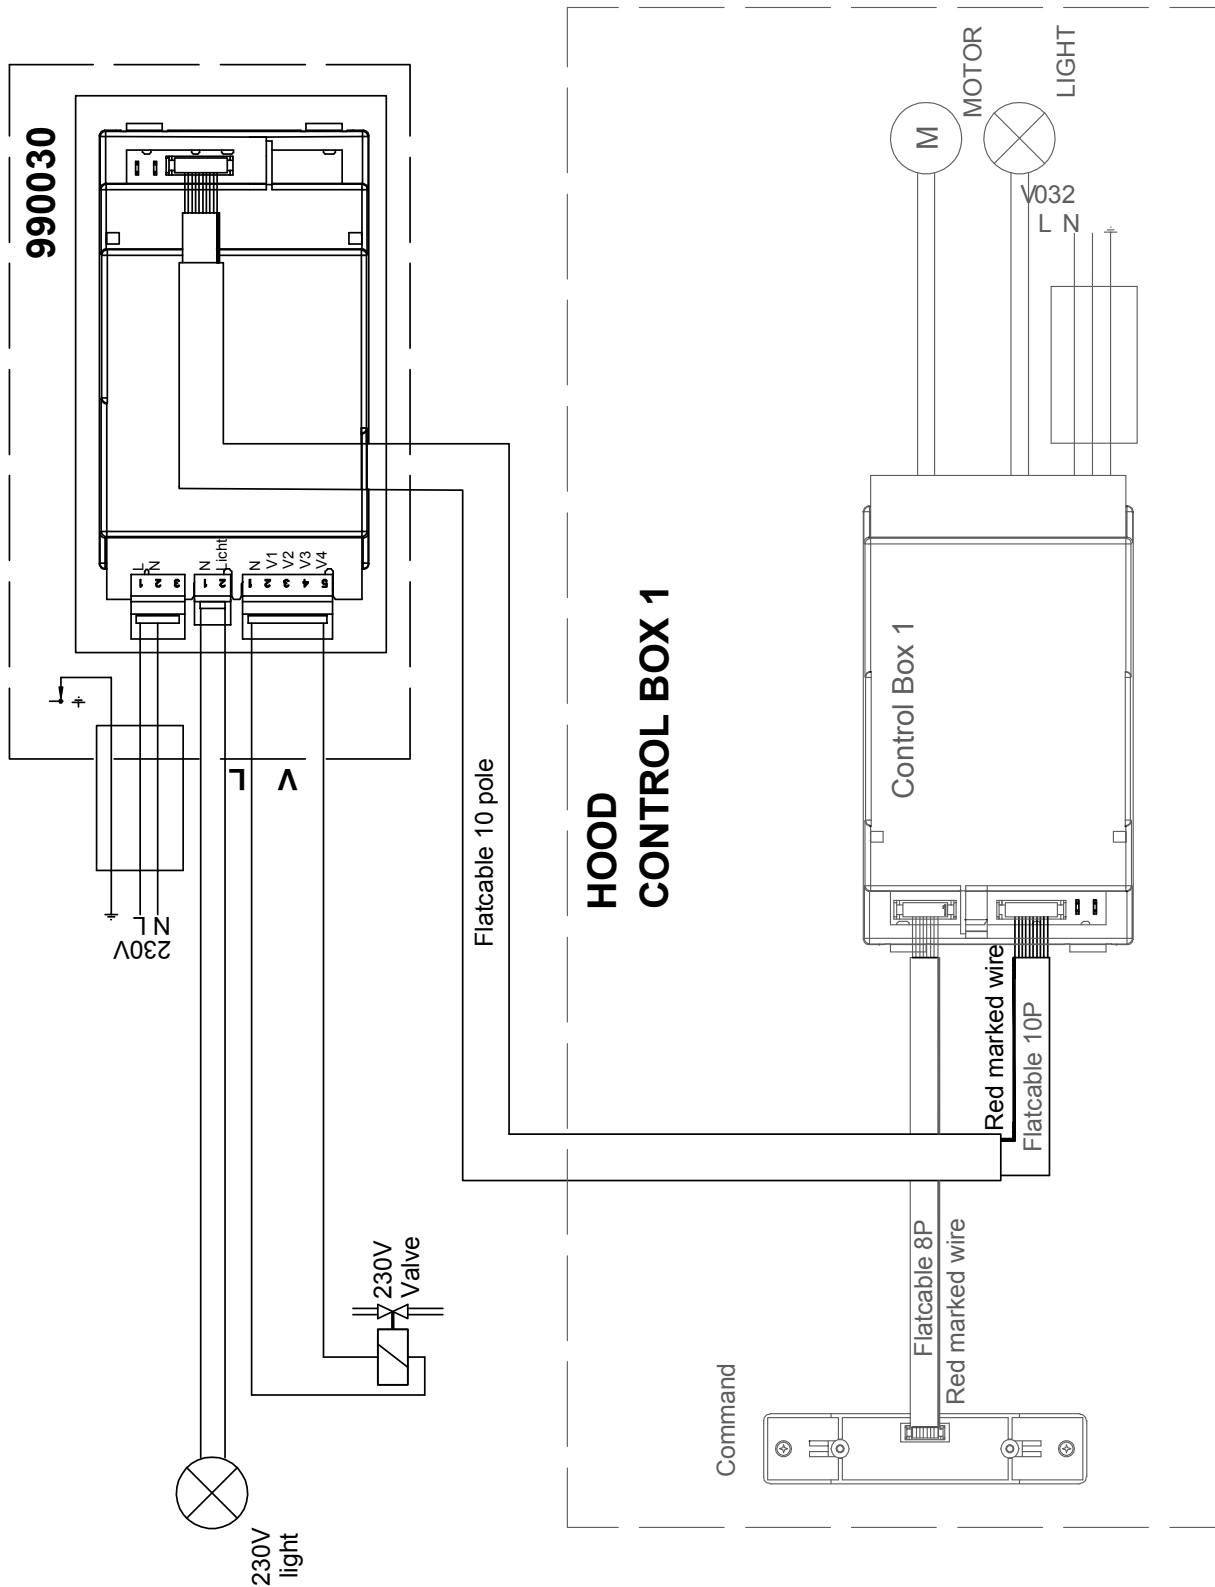 990030
L
N
1
2
3
N
Licht
1
2
N
V1
V2
V3
V4
1
2
3
4
5
L
V
N L
230V
230V
light
230V
Valve
Flatcable 10 pole
HOOD
CONTROL BOX 1
MOTOR
M
LIGHT
V032
L N
Control Box 1
1
Red marked wire
Flatcable 10P
Flatcable 8P
Red marked wire
Command